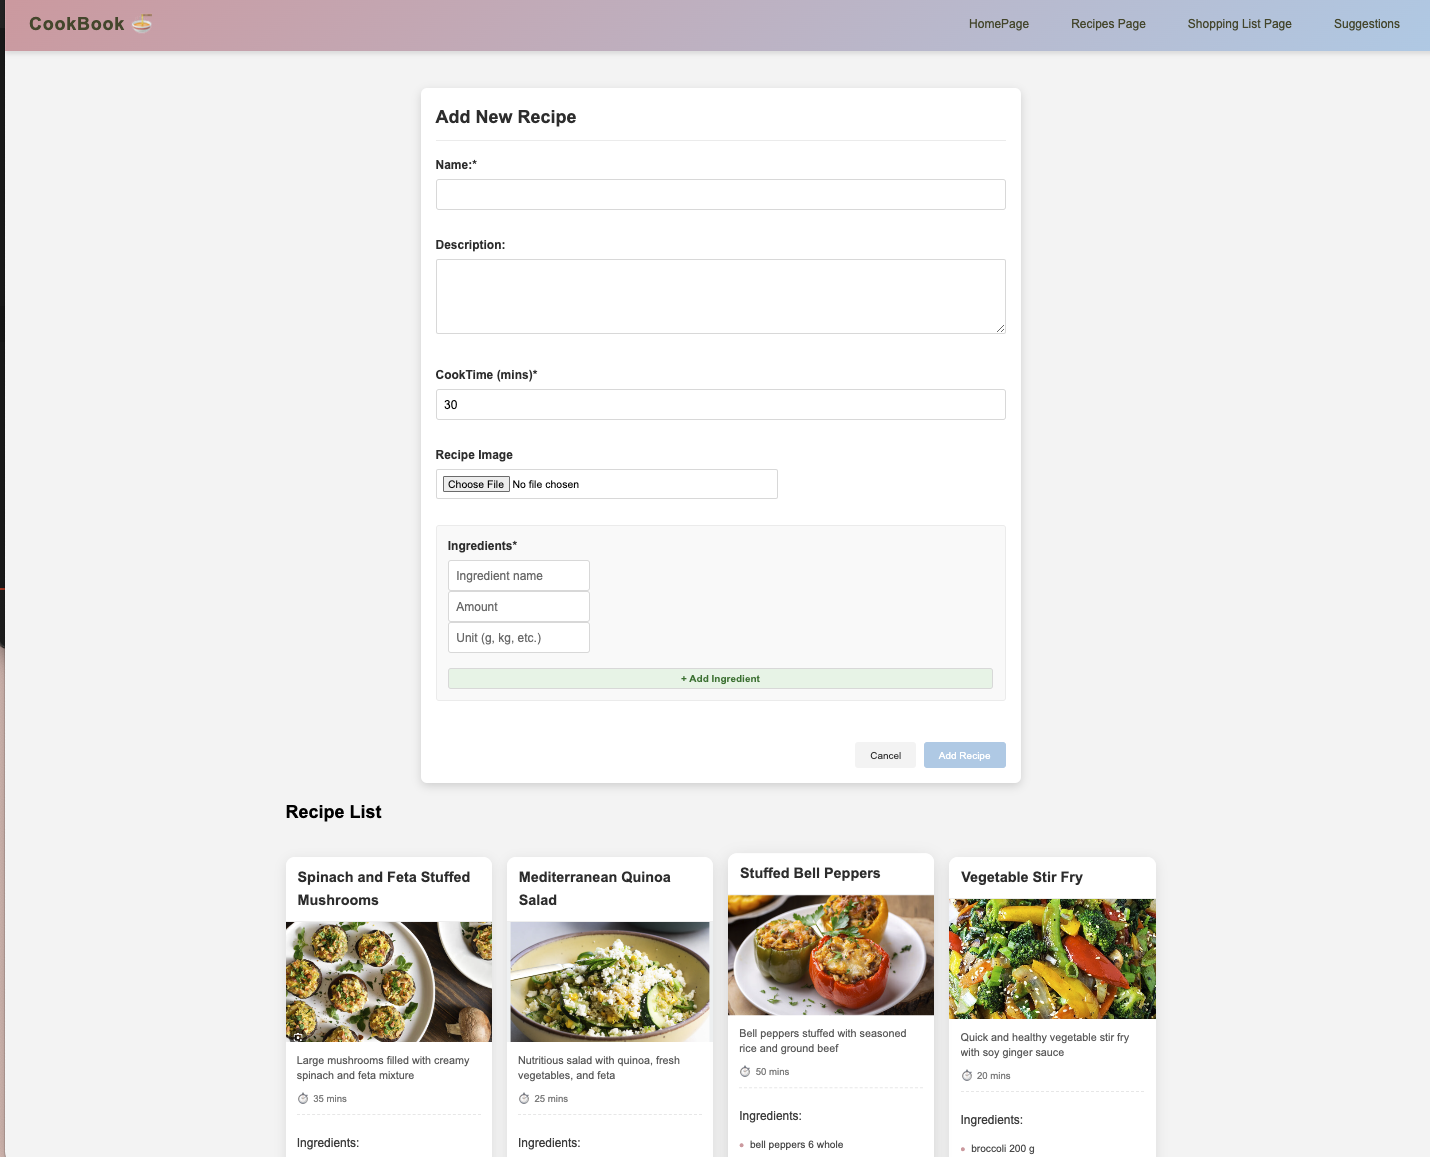 CookBook
HomePage
Recipes Page
Shopping List Page
Suggestions
Add New Recipe
Name:*
Description:
CookTime (mins)*
30
Recipe Image
Choose File No file chosen
Ingredients*
Ingredient name
Amount
Unit (g, kg, etc.)
+ Add Ingredient
Cancel
Add Recipe
Recipe List
Spinach and Feta Stuffed
Mushrooms
Large mushrooms filled with creamy
spinach and feta mixture
35 mins
Ingredients:
Mediterranean Quinoa
Salad
Nutritious salad with quinoa, fresh
vegetables, and feta
25 mins
Ingredients:
Stuffed Bell Peppers
Bell peppers stuffed with seasoned
rice and ground beef
50 mins
Ingredients:
bell peppers 6 whole
Vegetable Stir Fry
Quick and healthy vegetable stir fry
with soy ginger sauce
20 mins
Ingredients:
broccoli 200 g